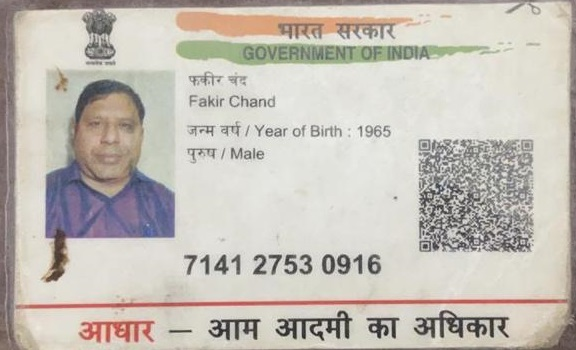 भारत सरकार
GOVERNMENT OF INDIA
फकीर चंद
Fakir Chand
जन्म वर्ष / Year of Birth : 1965
पुरुष / Male
7141 2753 0916
आधार — आम आदमी का अधिकार